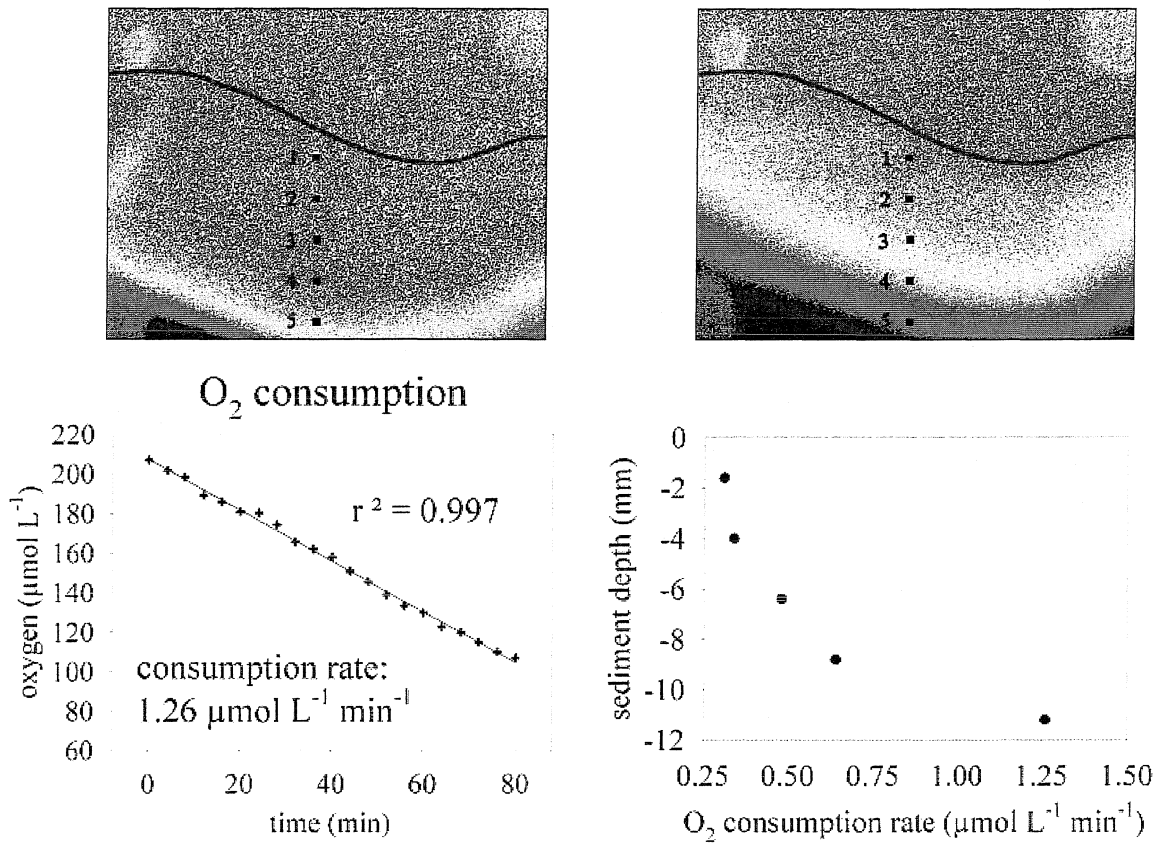 1
2
3
4
5
1
2
3
4
5
O₂ consumption
220
200
180
160
140
120
100
80
60
oxygen (µmol L⁻¹)
r² = 0.997
consumption rate:
1.26 µmol L⁻¹ min⁻¹
0 20 40 60 80
time (min)
0
-2
-4
-6
-8
-10
-12
sediment depth (mm)
0.25 0.50 0.75 1.00 1.25 1.50
O₂ consumption rate (µmol L⁻¹ min⁻¹)